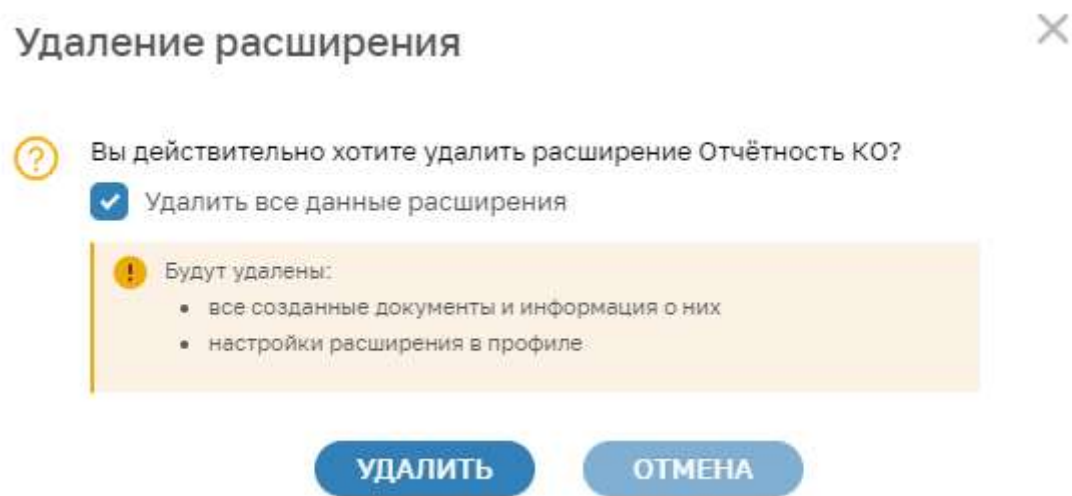 Удаление расширения
Вы действительно хотите удалить расширение Отчётность КО?
Удалить все данные расширения
Будут удалены:
• все созданные документы и информация о них
• настройки расширения в профиле
УДАЛИТЬ ОТМЕНА